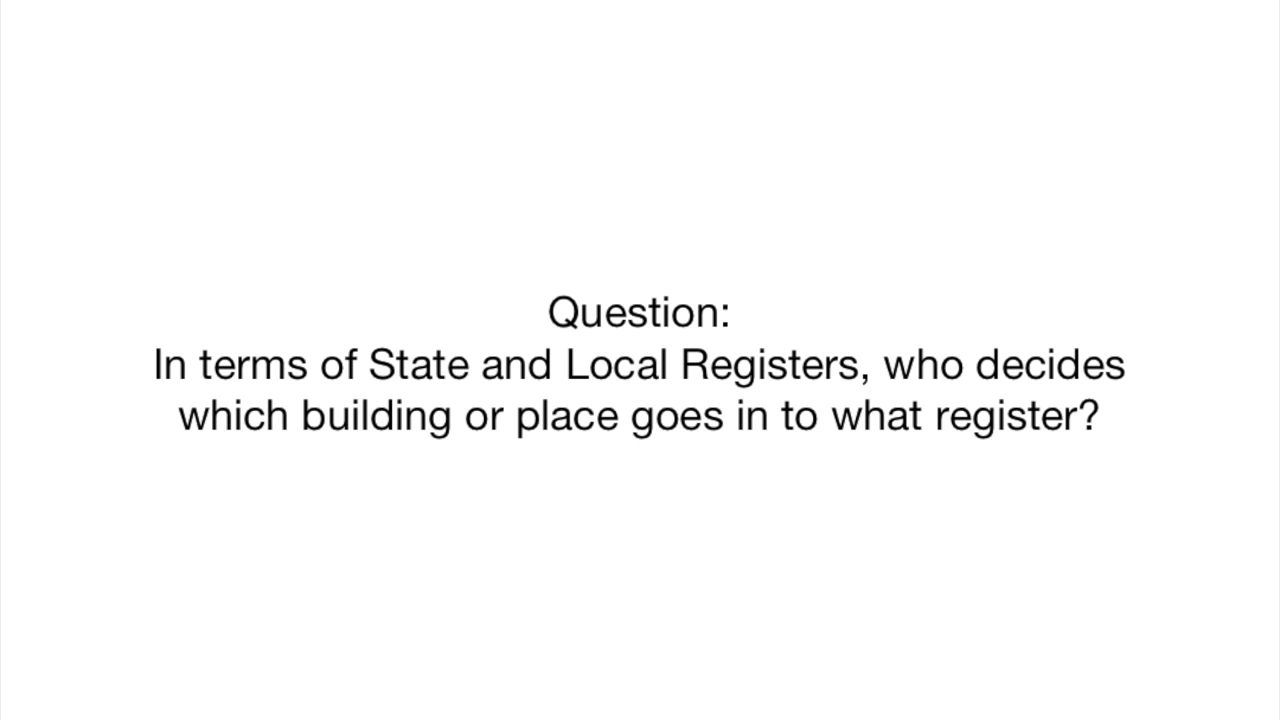 Question:
In terms of State and Local Registers, who decides
which building or place goes in to what register?